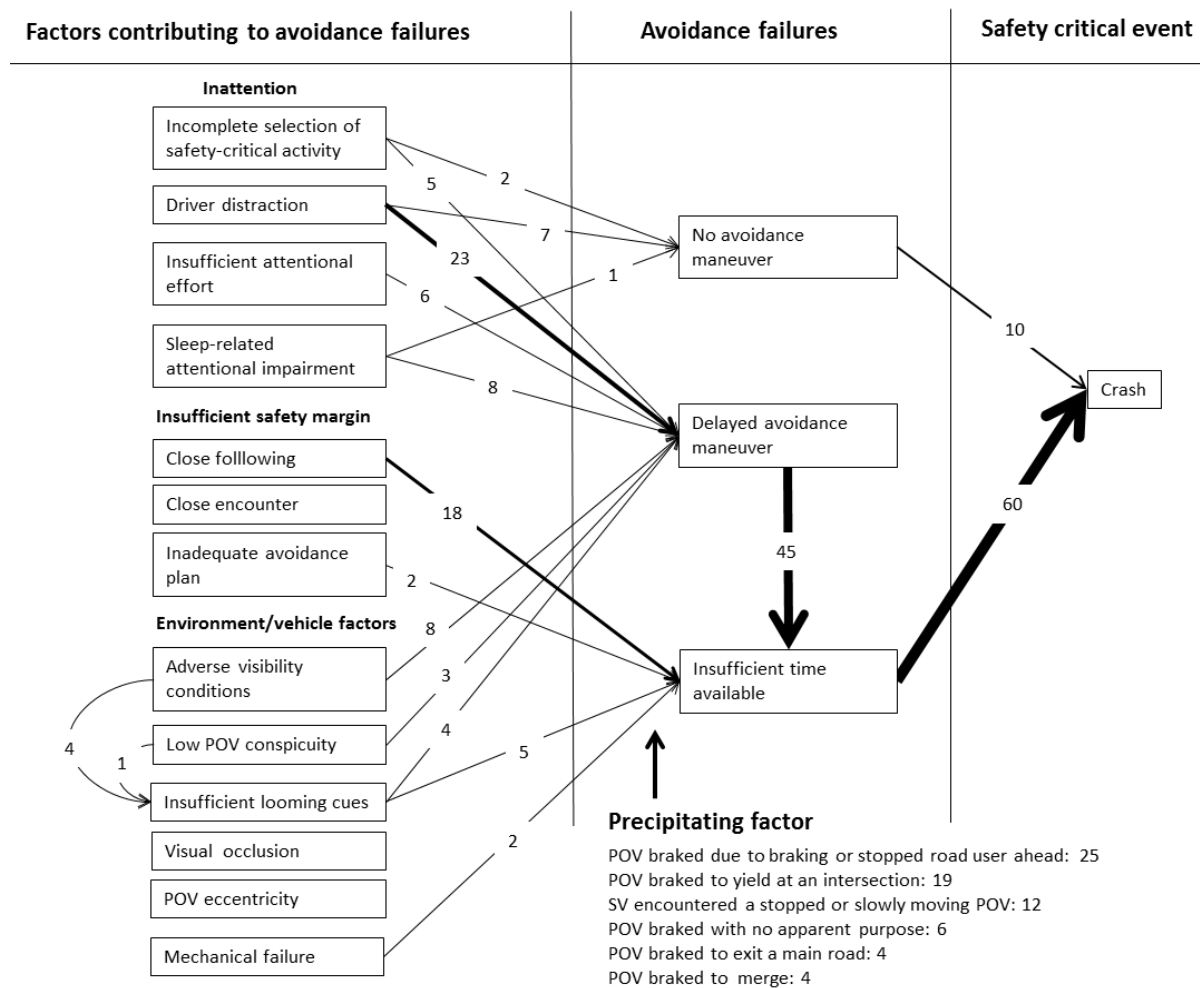 Factors contributing to avoidance failures
Avoidance failures
Safety critical event
Inattention
Incomplete selection of
safety-critical activity
Driver distraction
Insufficient attentional
effort
Sleep-related
attentional impairment
Insufficient safety margin
Close folllowing
Close encounter
Inadequate avoidance
plan
Environment/vehicle factors
Adverse visibility
conditions
Low POV conspicuity
Insufficient looming cues
Visual occlusion
POV eccentricity
Mechanical failure
2
5
7
23
6
1
8
18
2
8
3
4
5
2
4
1
No avoidance
maneuver
Delayed avoidance
maneuver
45
Insufficient time
available
10
60
Crash
Precipitating factor
POV braked due to braking or stopped road user ahead: 25
POV braked to yield at an intersection: 19
SV encountered a stopped or slowly moving POV: 12
POV braked with no apparent purpose: 6
POV braked to exit a main road: 4
POV braked to merge: 4